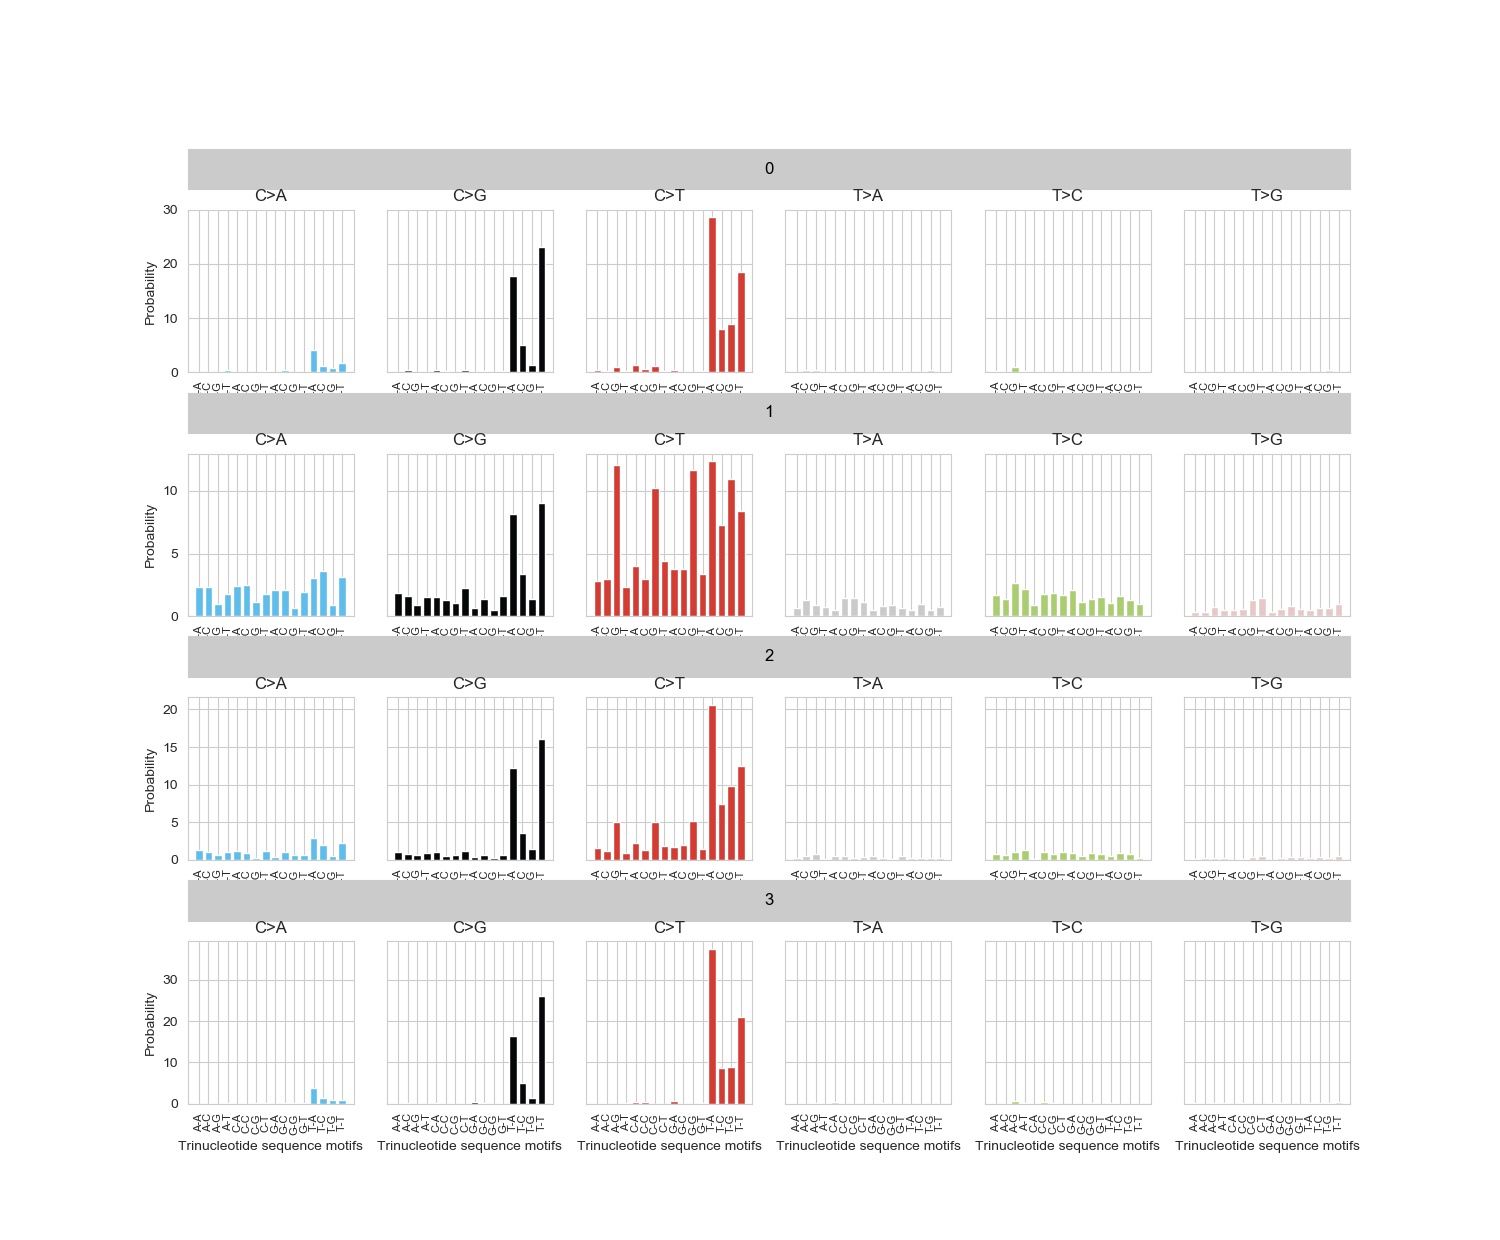 0
C>A C>G C>T T>A T>C T>G
30
20
10
0
Probability
1
C>A C>G C>T T>A T>C T>G
10
5
0
Probability
2
C>A C>G C>T T>A T>C T>G
20
15
10
5
0
Probability
3
C>A C>G C>T T>A T>C T>G
30
20
10
0
Probability
A-A A-C A-G A-T C-A C-C C-G C-T G-A G-C G-G G-T T-A T-C T-G T-T
A-A A-C A-G A-T C-A C-C C-G C-T G-A G-C G-G G-T T-A T-C T-G T-T
A-A A-C A-G A-T C-A C-C C-G C-T G-A G-C G-G G-T T-A T-C T-G T-T
A-A A-C A-G A-T C-A C-C C-G C-T G-A G-C G-G G-T T-A T-C T-G T-T
A-A A-C A-G A-T C-A C-C C-G C-T G-A G-C G-G G-T T-A T-C T-G T-T
A-A A-C A-G A-T C-A C-C C-G C-T G-A G-C G-G G-T T-A T-C T-G T-T
Trinucleotide sequence motifs Trinucleotide sequence motifs Trinucleotide sequence motifs Trinucleotide sequence motifs Trinucleotide sequence motifs Trinucleotide sequence motifs